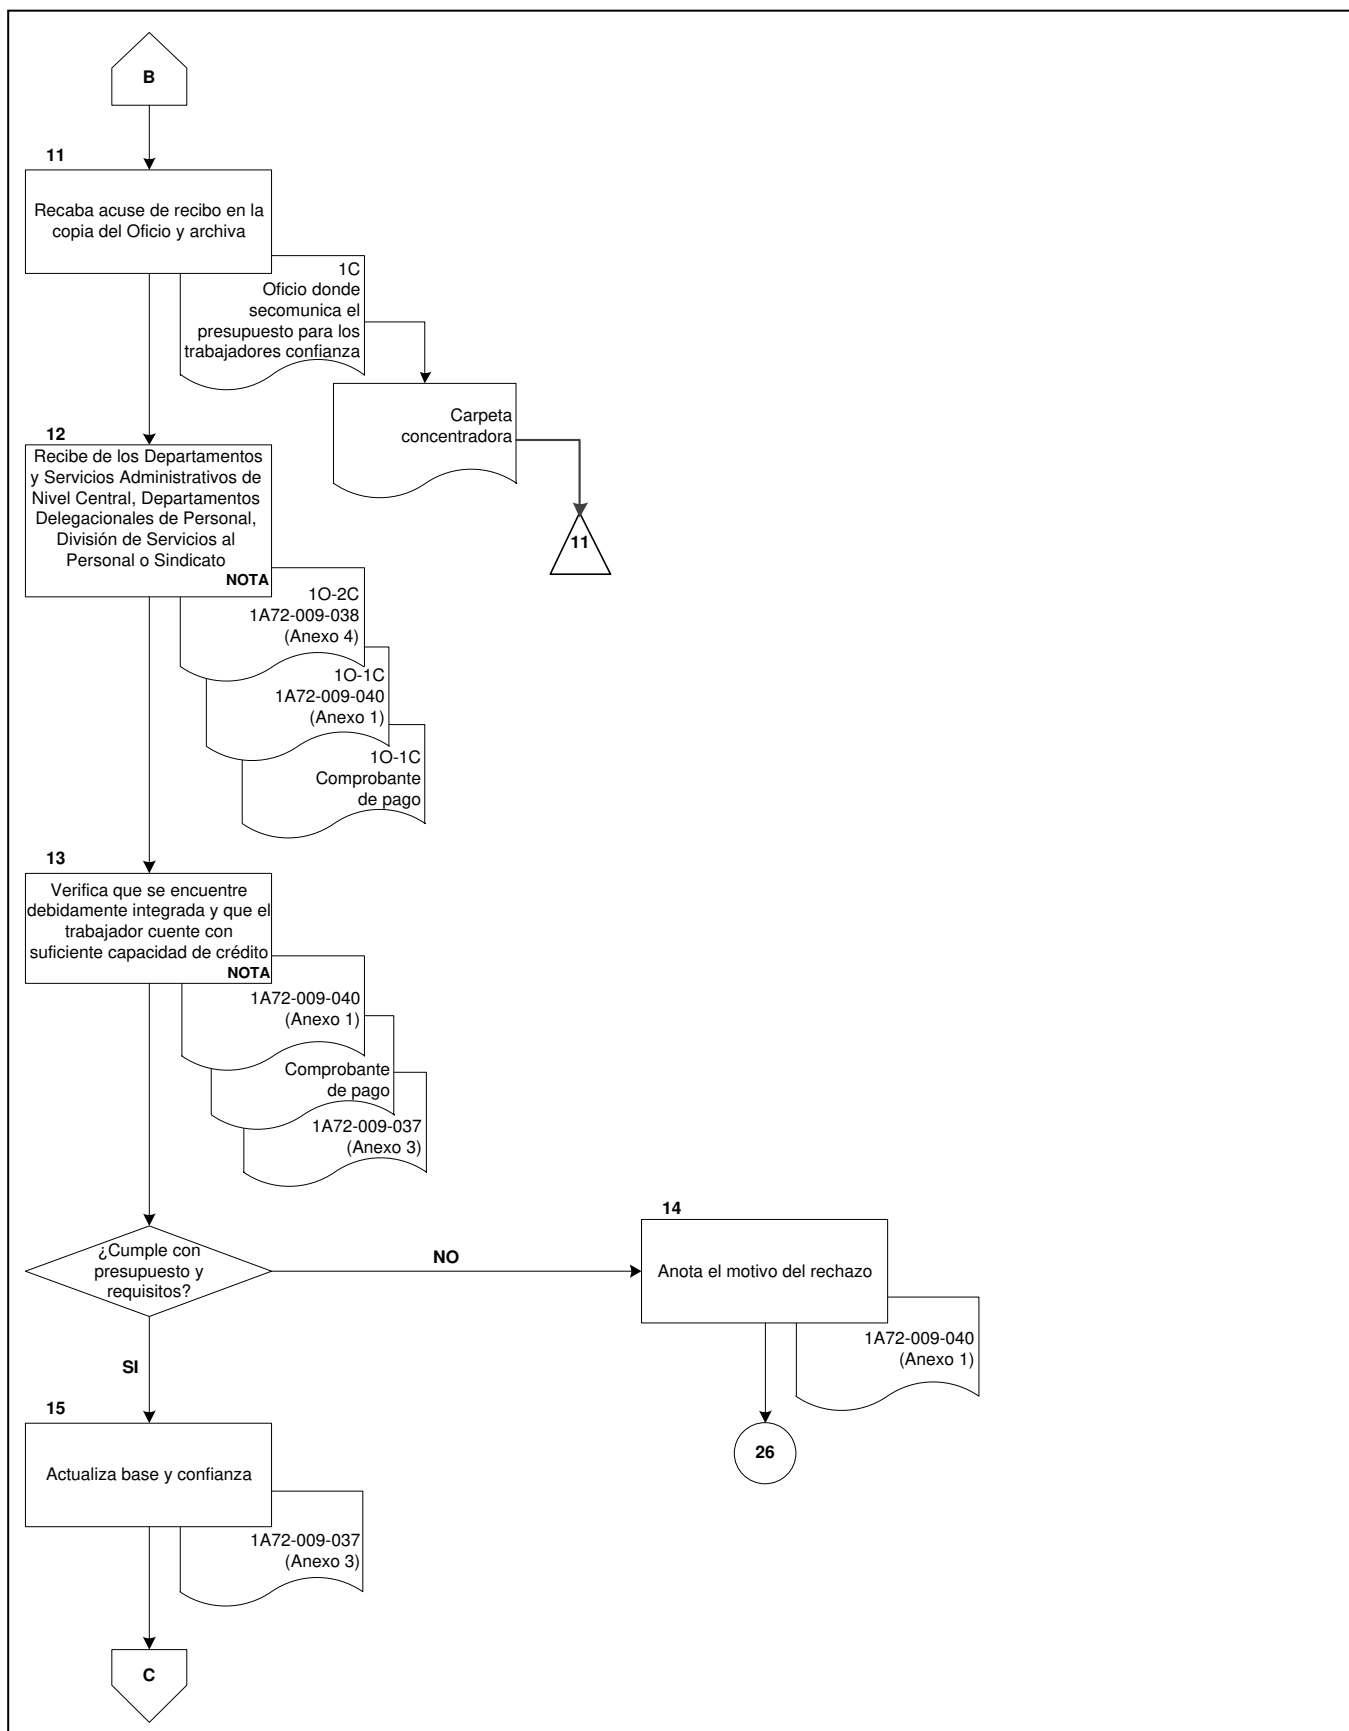 B
11
Recaba acuse de recibo en la
copia del Oficio y archiva
1C
Oficio donde
secomunica el
presupuesto para los
trabajadores confianza
Carpeta
concentradora
11
12
Recibe de los Departamentos
y Servicios Administrativos de
Nivel Central, Departamentos
Delegacionales de Personal,
División de Servicios al
Personal o Sindicato
NOTA
1O-2C
1A72-009-038
(Anexo 4)
1O-1C
1A72-009-040
(Anexo 1)
1O-1C
Comprobante
de pago
13
Verifica que se encuentre
debidamente integrada y que el
trabajador cuente con
suficiente capacidad de crédito
NOTA
1A72-009-040
(Anexo 1)
Comprobante
de pago
1A72-009-037
(Anexo 3)
¿Cumple con
presupuesto y
requisitos?
NO
14
Anota el motivo del rechazo
1A72-009-040
(Anexo 1)
26
SI
15
Actualiza base y confianza
1A72-009-037
(Anexo 3)
C